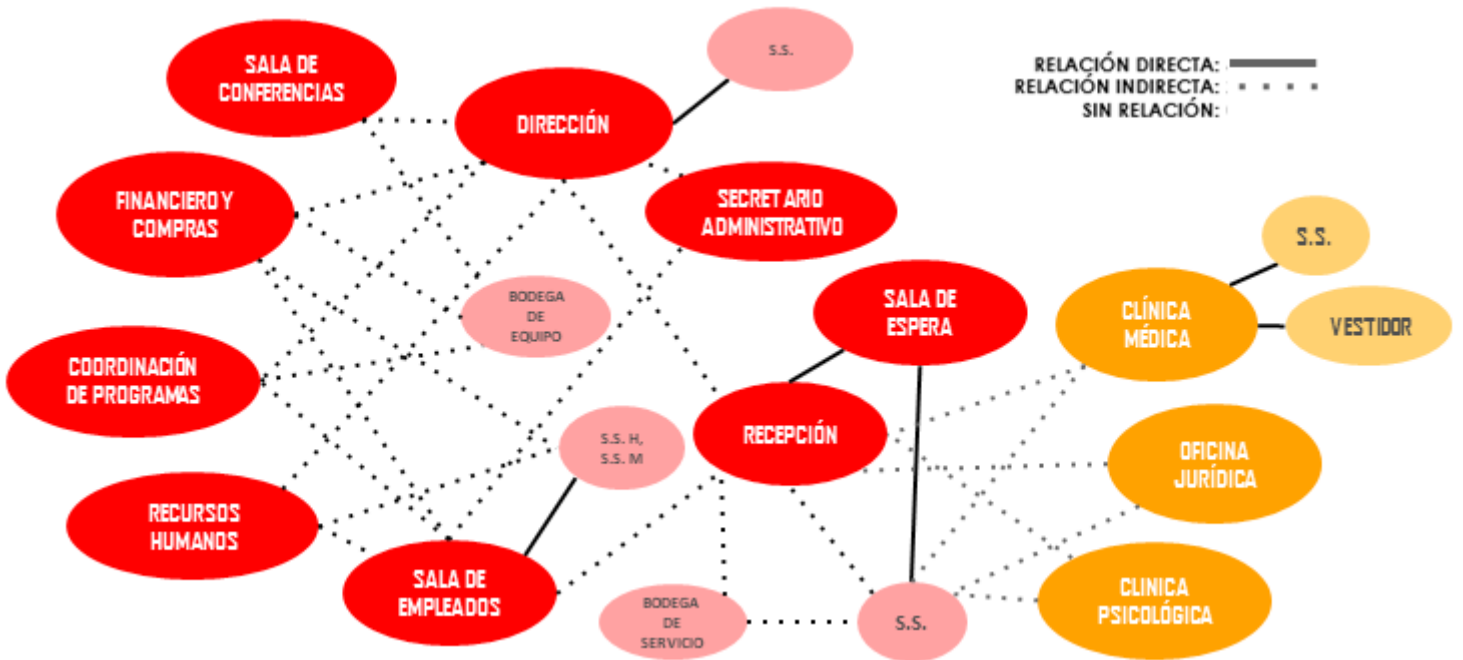 S.S.
SALA DE
CONFERENCIAS
RELACIÓN DIRECTA:
RELACIÓN INDIRECTA:
SIN RELACIÓN:
DIRECCIÓN
FINANCIERO Y
COMPRAS
SECRETARIO
ADMINISTRATIVO
S.S.
BODEGA
DE
EQUIPO
SALA DE
ESPERA
CLÍNICA
MÉDICA
VESTIDOR
COORDINACIÓN
DE PROGRAMAS
S.S. H,
S.S. M
RECEPCIÓN
OFICINA
JURÍDICA
RECURSOS
HUMANOS
SALA DE
EMPLEADOS
BODEGA
DE
SERVICIO
S.S.
CLINICA
PSICOLÓGICA